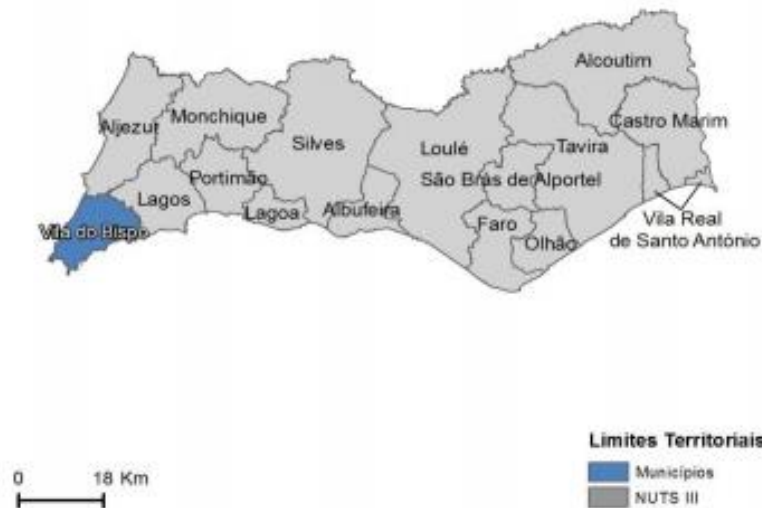 Alcoutim
Monchique
Castro Marim
Aljezur
Silves
Loulé
Tavira
Portimão
São Brás de Alportel
Lagos
Lagoa
Albufeira
Faro
Vila Real
de Santo António
Vila do Bispo
Olhão
Limites Territoriais
0 18 Km
Municípios
NUTS III